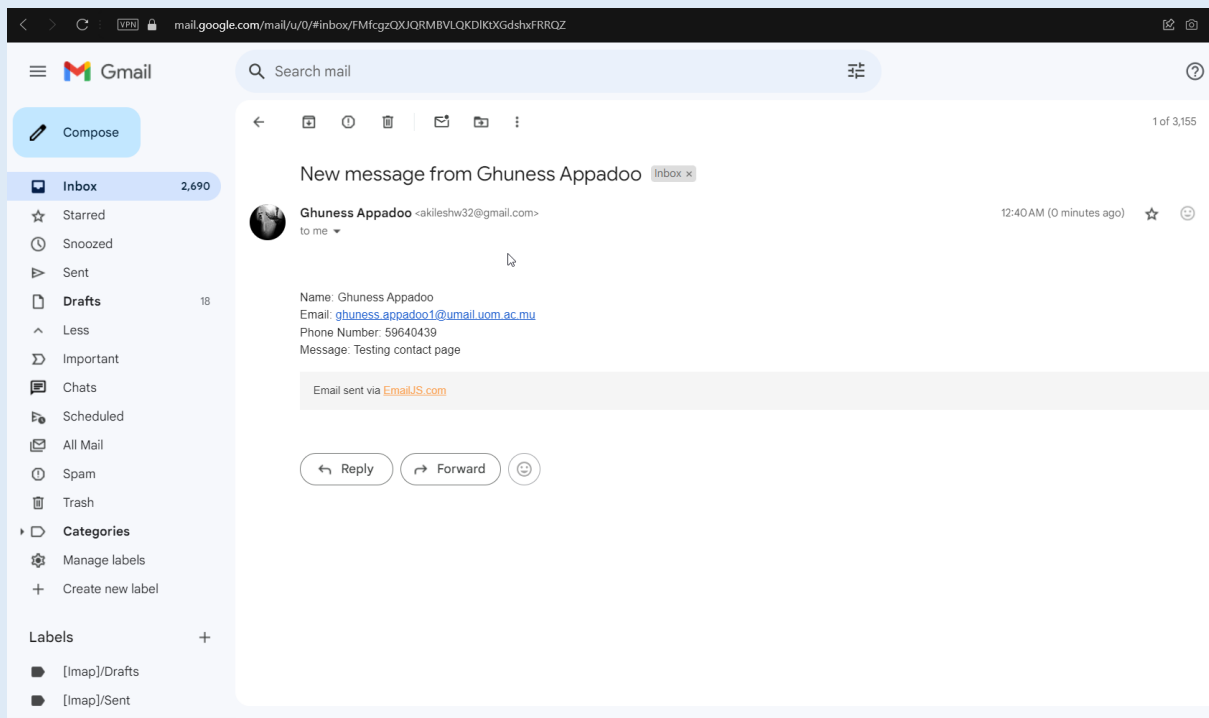 VPN mail.google.com/mail/u/0/#inbox/FMfcgzQXJQRMBVLQKDlKtXGdshxFRRQZ
Gmail
Search mail
Compose
1 of 3,155
Inbox 2,690
Starred
Snoozed
Sent
Drafts 18
Less
Important
Chats
Scheduled
All Mail
Spam
Trash
Categories
Manage labels
Create new label
Labels
[Imap]/Drafts
[Imap]/Sent
New message from Ghuness Appadoo Inbox ×
Ghuness Appadoo <akileshw32@gmail.com> 12:40 AM (0 minutes ago)
to me
Name: Ghuness Appadoo
Email: ghuness.appadoo1@umail.uom.ac.mu
Phone Number: 59640439
Message: Testing contact page
Email sent via EmailJS.com
Reply Forward